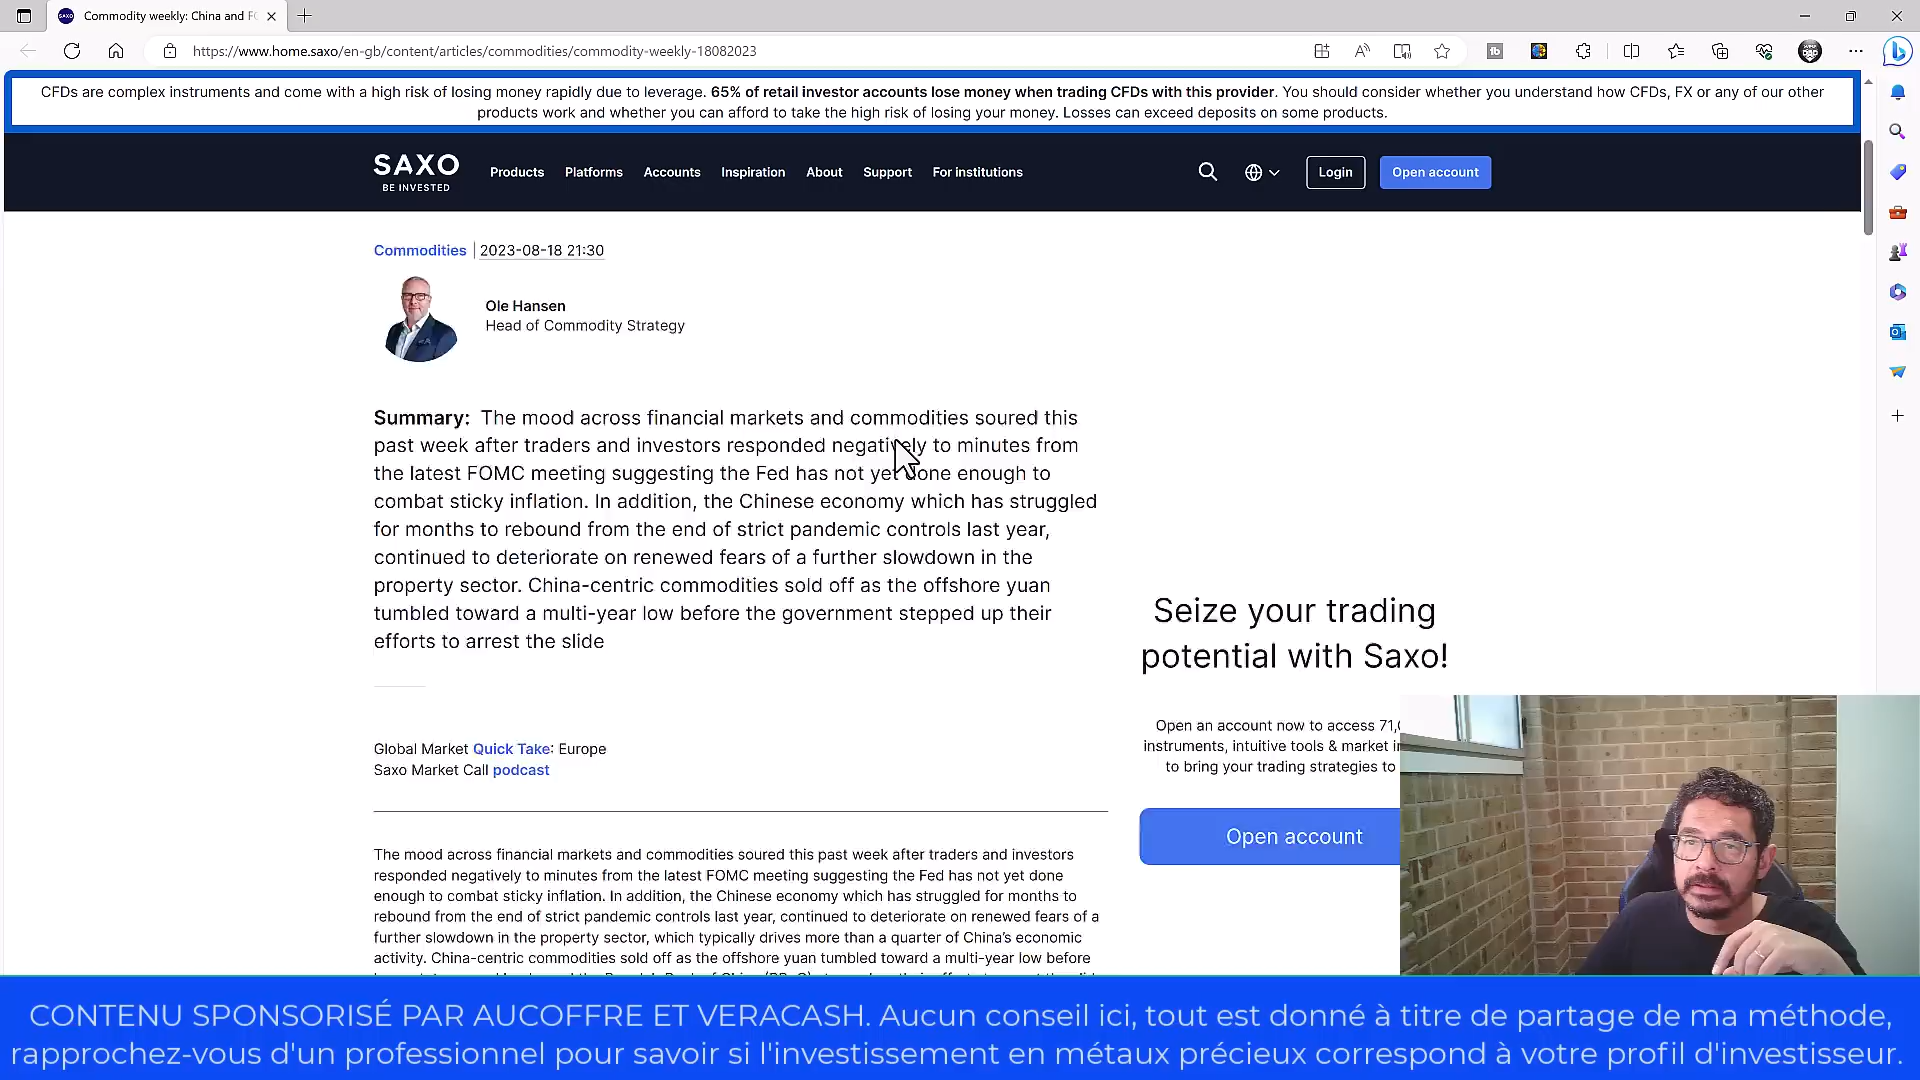 Commodity weekly: China and F
https://www.home.saxo/en-gb/content/articles/commodities/commodity-weekly-18082023
CFDs are complex instruments and come with a high risk of losing money rapidly due to leverage. 65% of retail investor accounts lose money when trading CFDs with this provider. You should consider whether you understand how CFDs, FX or any of our other
products work and whether you can afford to take the high risk of losing your money. Losses can exceed deposits on some products.
SAXO
BE INVESTED
Products Platforms Accounts Inspiration About Support For institutions
Login
Open account
Commodities | 2023-08-18 21:30
Ole Hansen
Head of Commodity Strategy
Summary: The mood across financial markets and commodities soured this
past week after traders and investors responded negatively to minutes from
the latest FOMC meeting suggesting the Fed has not yet done enough to
combat sticky inflation. In addition, the Chinese economy which has struggled
for months to rebound from the end of strict pandemic controls last year,
continued to deteriorate on renewed fears of a further slowdown in the
property sector. China-centric commodities sold off as the offshore yuan
tumbled toward a multi-year low before the government stepped up their
efforts to arrest the slide
Seize your trading
potential with Saxo!
Open an account now to access 71,
instruments, intuitive tools & market
to bring your trading strategies to
Open account
Global Market Quick Take: Europe
Saxo Market Call podcast
The mood across financial markets and commodities soured this past week after traders and investors
responded negatively to minutes from the latest FOMC meeting suggesting the Fed has not yet done
enough to combat sticky inflation. In addition, the Chinese economy which has struggled for months to
rebound from the end of strict pandemic controls last year, continued to deteriorate on renewed fears of a
further slowdown in the property sector, which typically drives more than a quarter of China's economic
activity. China-centric commodities sold off as the offshore yuan tumbled toward a multi-year low before
CONTENU SPONSORISÉ PAR AUCOFFRE ET VERACASH. Aucun conseil ici, tout est donné à titre de partage de ma méthode,
rapprochez-vous d'un professionnel pour savoir si l'investissement en métaux précieux correspond à votre profil d'investisseur.